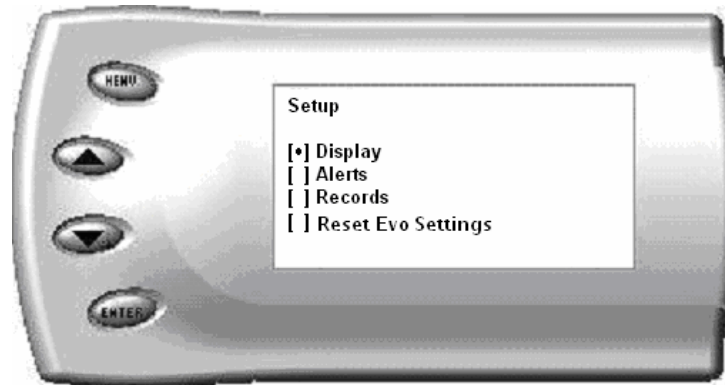 MENU
Setup
[•] Display
[ ] Alerts
[ ] Records
[ ] Reset Evo Settings
ENTER